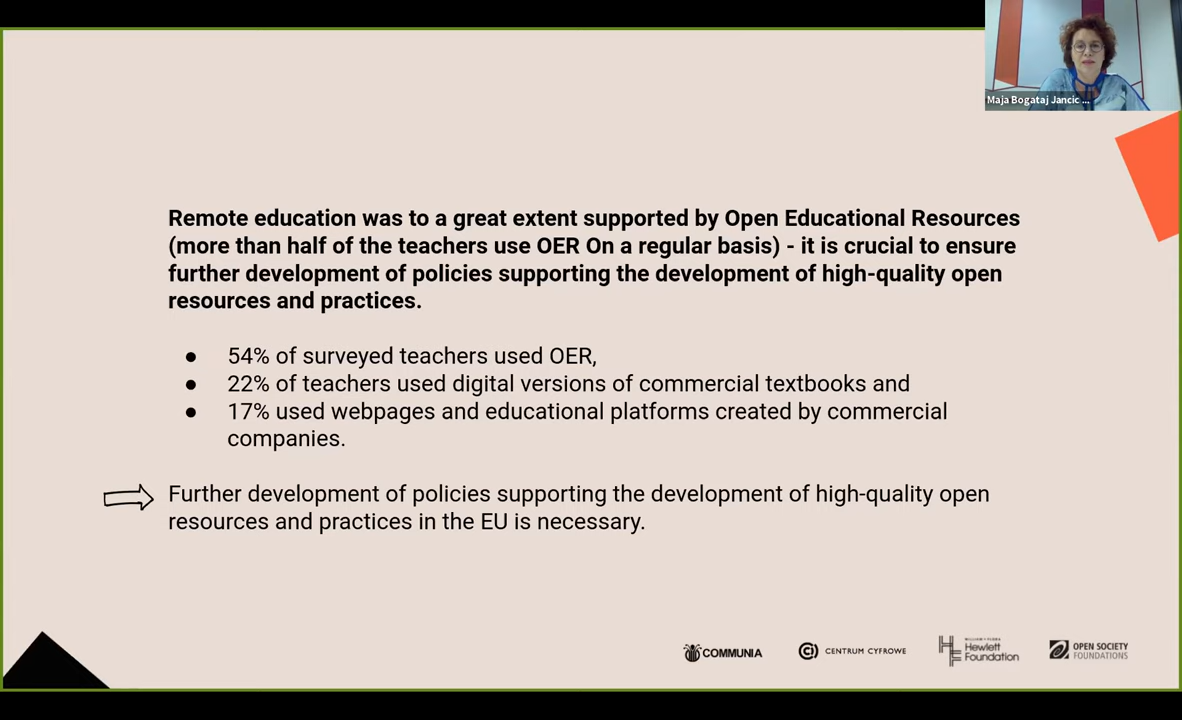 Maja Bogataj Jancic ...
Remote education was to a great extent supported by Open Educational Resources
(more than half of the teachers use OER On a regular basis) - it is crucial to ensure
further development of policies supporting the development of high-quality open
resources and practices.
● 54% of surveyed teachers used OER,
● 22% of teachers used digital versions of commercial textbooks and
● 17% used webpages and educational platforms created by commercial
companies.
Further development of policies supporting the development of high-quality open
resources and practices in the EU is necessary.
COMMUNIA
CENTRUM CYFROWE
WILLIAM + FLORA
Hewlett
Foundation
OPEN SOCIETY
FOUNDATIONS